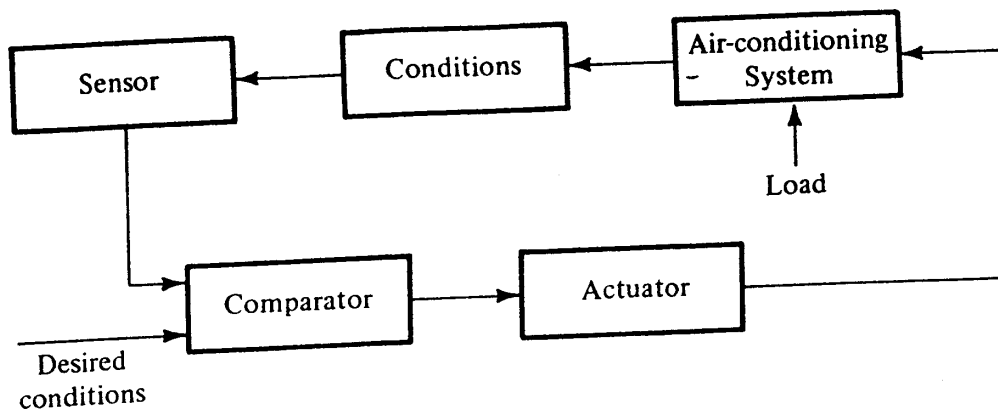 Sensor
Conditions
Air-conditioning
System
Load
Comparator
Actuator
Desired
conditions